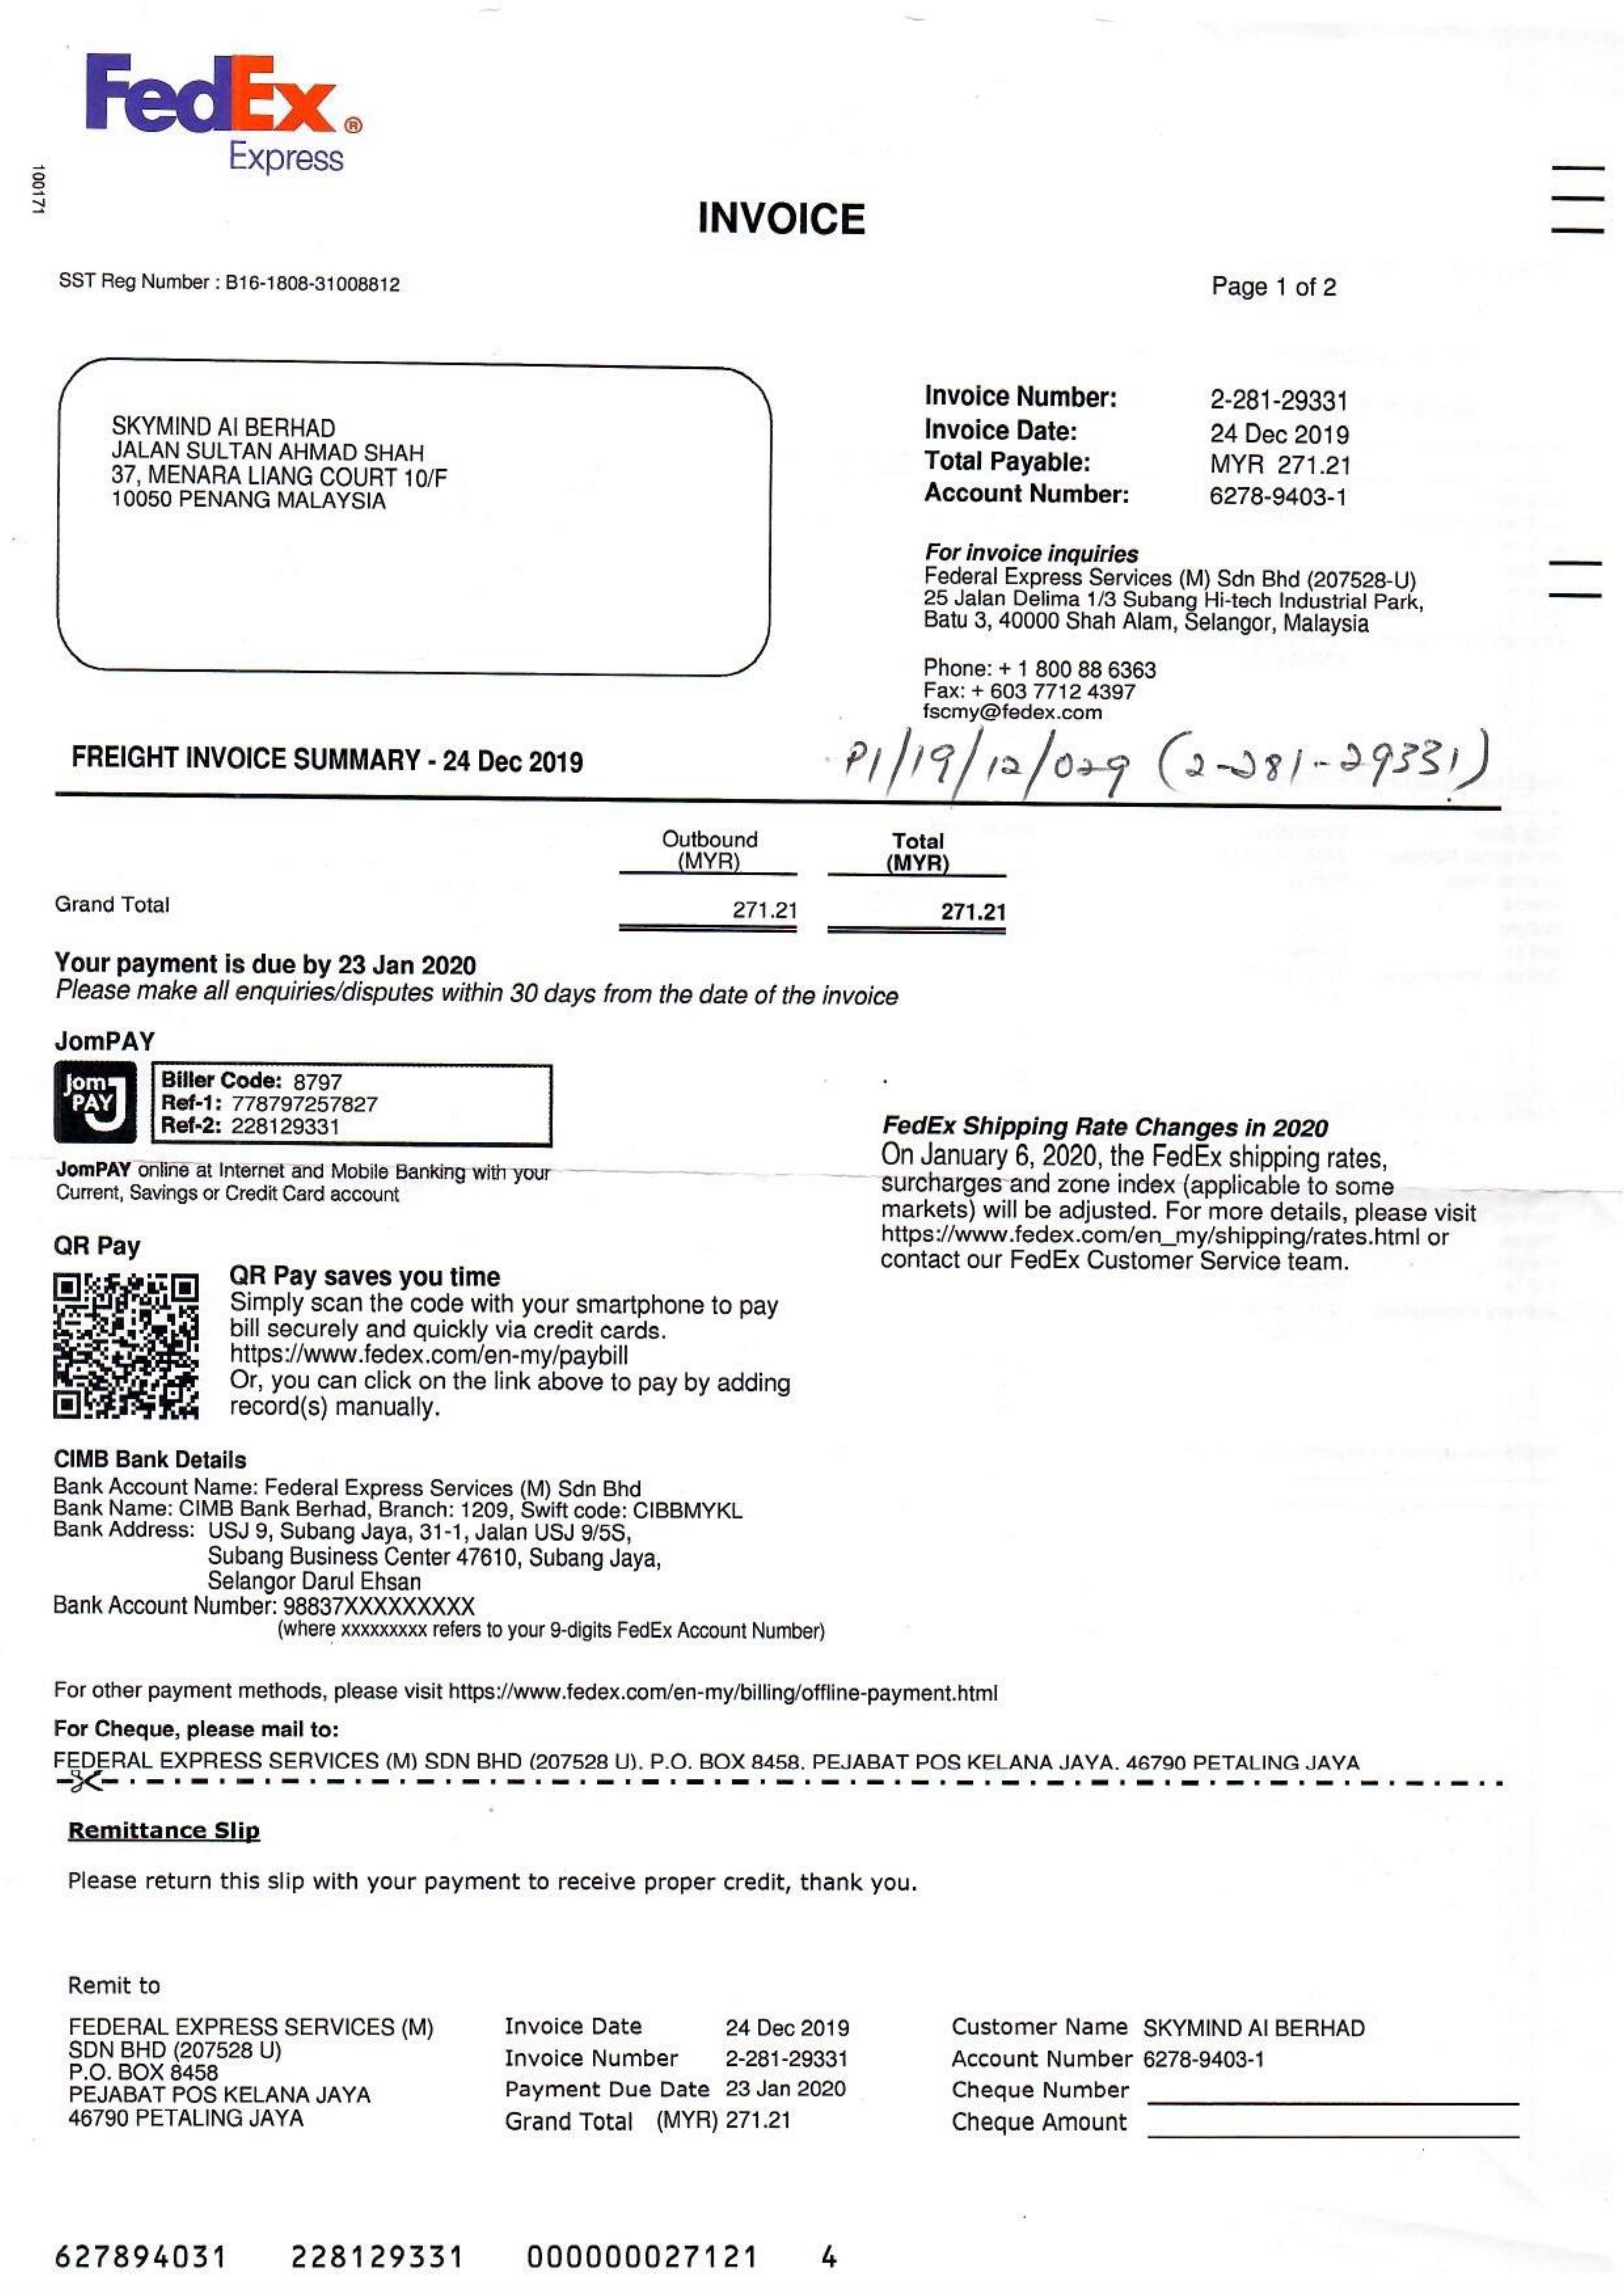 FedEx®
Express
100171
INVOICE
SST Reg Number : B16-1808-31008812
Page 1 of 2
SKYMIND AI BERHAD
JALAN SULTAN AHMAD SHAH
37, MENARA LIANG COURT 10/F
10050 PENANG MALAYSIA
Invoice Number: 2-281-29331
Invoice Date: 24 Dec 2019
Total Payable: MYR 271.21
Account Number: 6278-9403-1
For invoice inquiries
Federal Express Services (M) Sdn Bhd (207528-U)
25 Jalan Delima 1/3 Subang Hi-tech Industrial Park,
Batu 3, 40000 Shah Alam, Selangor, Malaysia
Phone: + 1 800 88 6363
Fax: + 603 7712 4397
fscmy@fedex.com
FREIGHT INVOICE SUMMARY - 24 Dec 2019
PI/19/12/029 (2-281-29331)
Outbound Total
(MYR) (MYR)
Grand Total 271.21 271.21
Your payment is due by 23 Jan 2020
Please make all enquiries/disputes within 30 days from the date of the invoice
JomPAY
Jom
PAY
Biller Code: 8797
Ref-1: 778797257827
Ref-2: 228129331
JomPAY online at Internet and Mobile Banking with your
Current, Savings or Credit Card account
FedEx Shipping Rate Changes in 2020
On January 6, 2020, the FedEx shipping rates,
surcharges and zone index (applicable to some
markets) will be adjusted. For more details, please visit
https://www.fedex.com/en_my/shipping/rates.html or
contact our FedEx Customer Service team.
QR Pay
QR Pay saves you time
Simply scan the code with your smartphone to pay
bill securely and quickly via credit cards.
https://www.fedex.com/en-my/paybill
Or, you can click on the link above to pay by adding
record(s) manually.
CIMB Bank Details
Bank Account Name: Federal Express Services (M) Sdn Bhd
Bank Name: CIMB Bank Berhad, Branch: 1209, Swift code: CIBBMYKL
Bank Address: USJ 9, Subang Jaya, 31-1, Jalan USJ 9/5S,
Subang Business Center 47610, Subang Jaya,
Selangor Darul Ehsan
Bank Account Number: 98837XXXXXXXXX
(where xxxxxxxxx refers to your 9-digits FedEx Account Number)
For other payment methods, please visit https://www.fedex.com/en-my/billing/offline-payment.html
For Cheque, please mail to:
FEDERAL EXPRESS SERVICES (M) SDN BHD (207528 U). P.O. BOX 8458. PEJABAT POS KELANA JAYA. 46790 PETALING JAYA
Remittance Slip
Please return this slip with your payment to receive proper credit, thank you.
Remit to
FEDERAL EXPRESS SERVICES (M)
SDN BHD (207528 U)
P.O. BOX 8458
PEJABAT POS KELANA JAYA
46790 PETALING JAYA
Invoice Date 24 Dec 2019
Invoice Number 2-281-29331
Payment Due Date 23 Jan 2020
Grand Total (MYR) 271.21
Customer Name SKYMIND AI BERHAD
Account Number 6278-9403-1
Cheque Number
Cheque Amount
627894031 228129331 000000027121 4